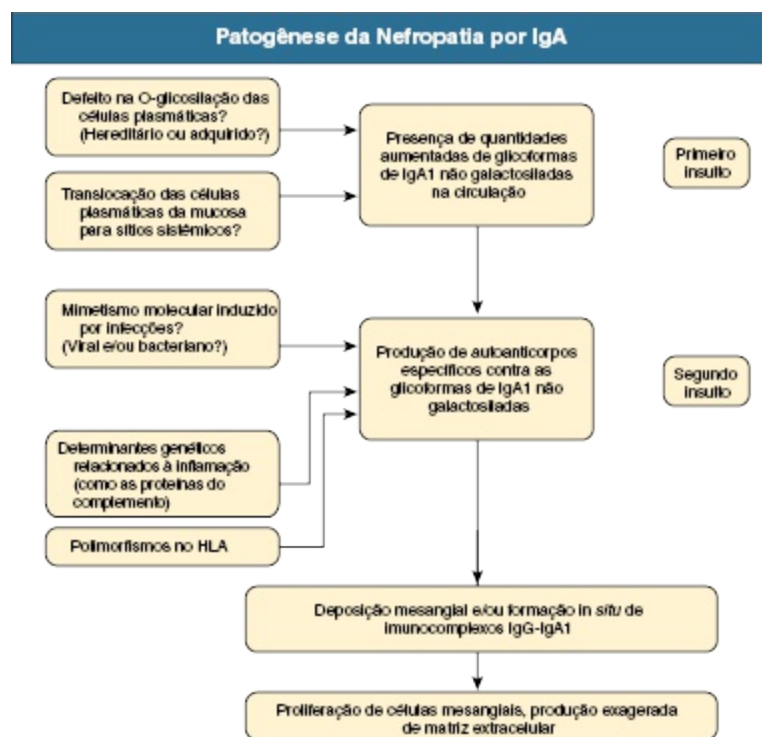 Patogênese da Nefropatia por IgA
Defeito na O-glicosilação das
células plasmáticas?
(Hereditário ou adquirido?)
Presença de quantidades
aumentadas de glicoformas
de IgA1 não galactosiladas
na circulação
Primeiro
insulto
Translocação das células
plasmáticas da mucosa
para sítios sistêmicos?
Mimetismo molecular induzido
por infecções?
(Viral e/ou bacteriano?)
Produção de autoanticorpos
específicos contra as
glicoformas de IgA1 não
galactosiladas
Segundo
insulto
Determinantes genéticos
relacionados à inflamação
(como as proteínas do
complemento)
Polimorfismos no HLA
Deposição mesangial e/ou formação in situ de
imunocomplexos IgG-IgA1
Proliferação de células mesangiais, produção exagerada
de matriz extracelular